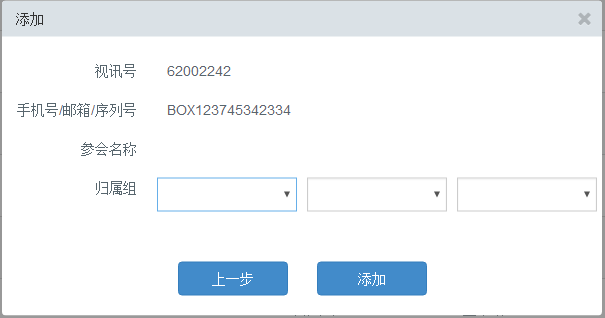 添加
视讯号 62002242
手机号/邮箱/序列号 BOX123745342334
参会名称
归属组
上一步 添加